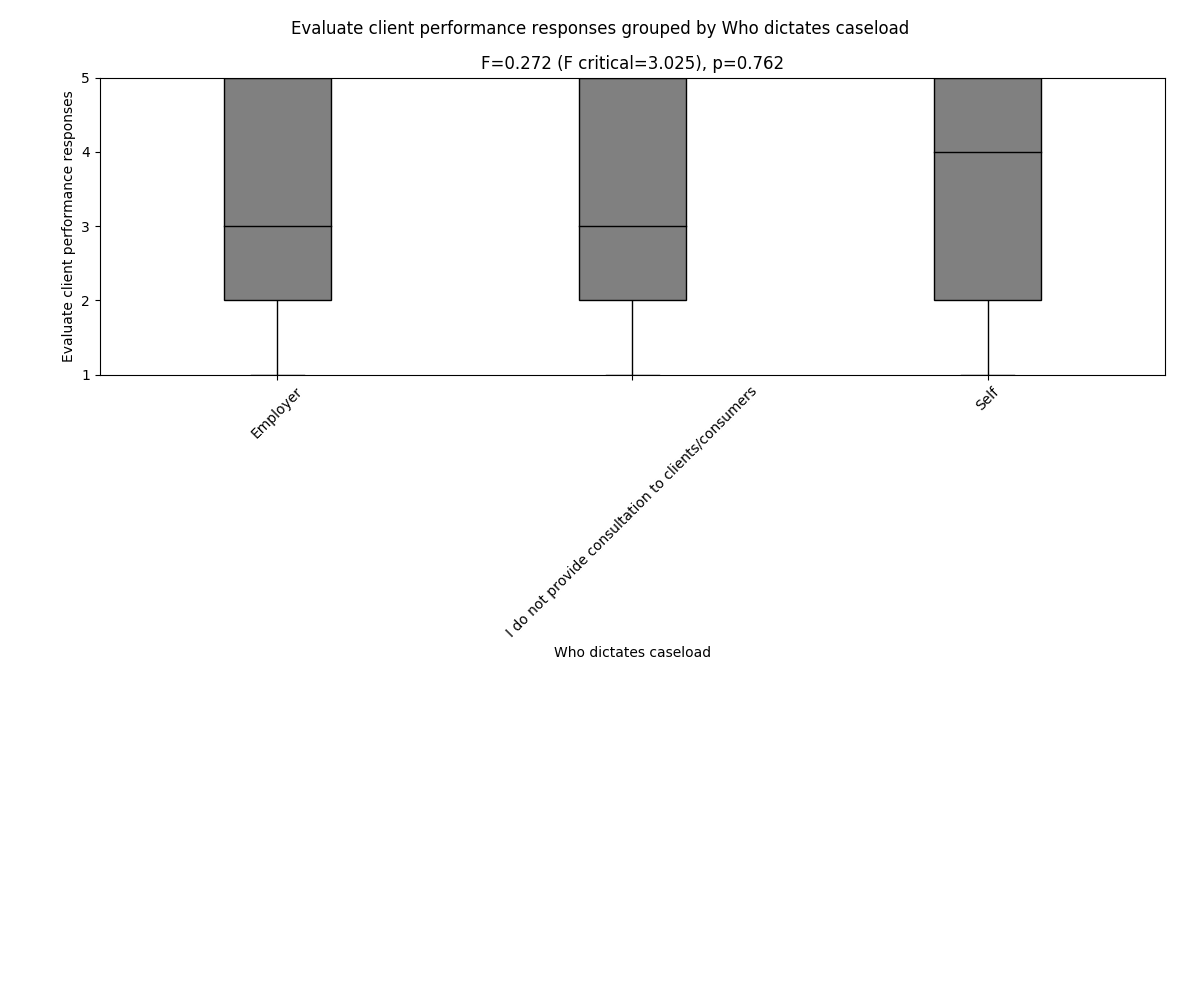 Evaluate client performance responses grouped by Who dictates caseload
F=0.272 (F critical=3.025), p=0.762
Evaluate client performance responses
5
4
3
2
1
Employer
I do not provide consultation to clients/consumers
Self
Who dictates caseload